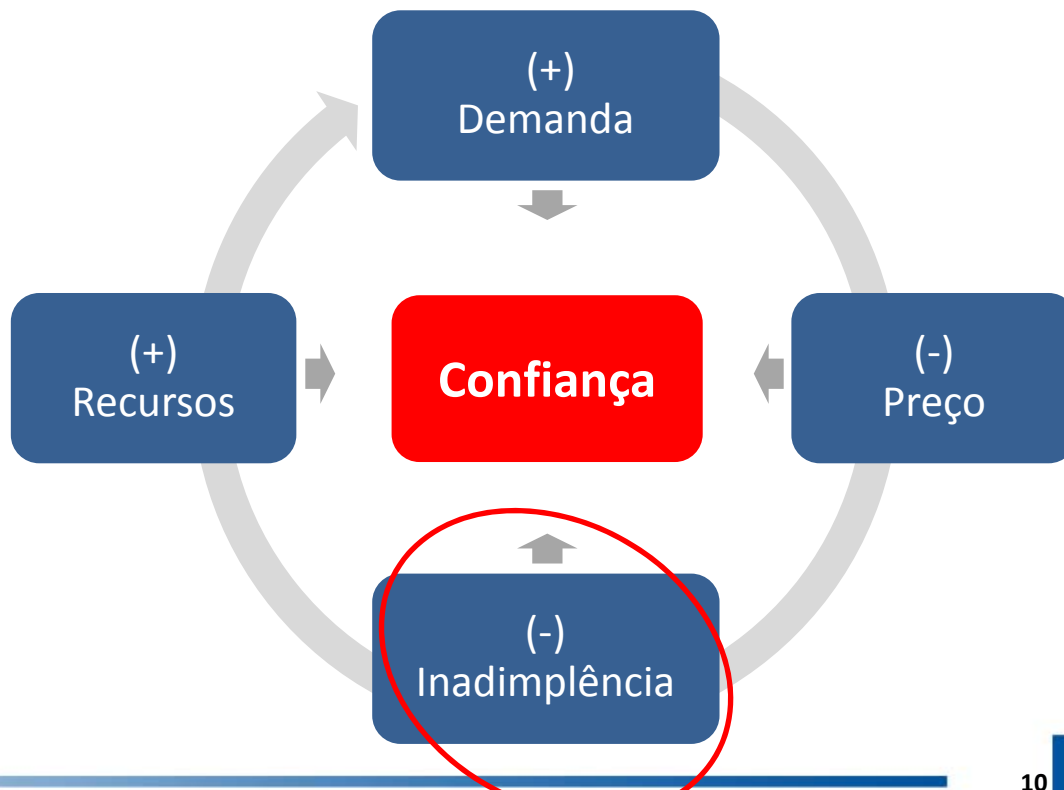 (+)
Demanda
(+)
Recursos
Confiança
(-)
Preço
(-)
Inadimplência
10